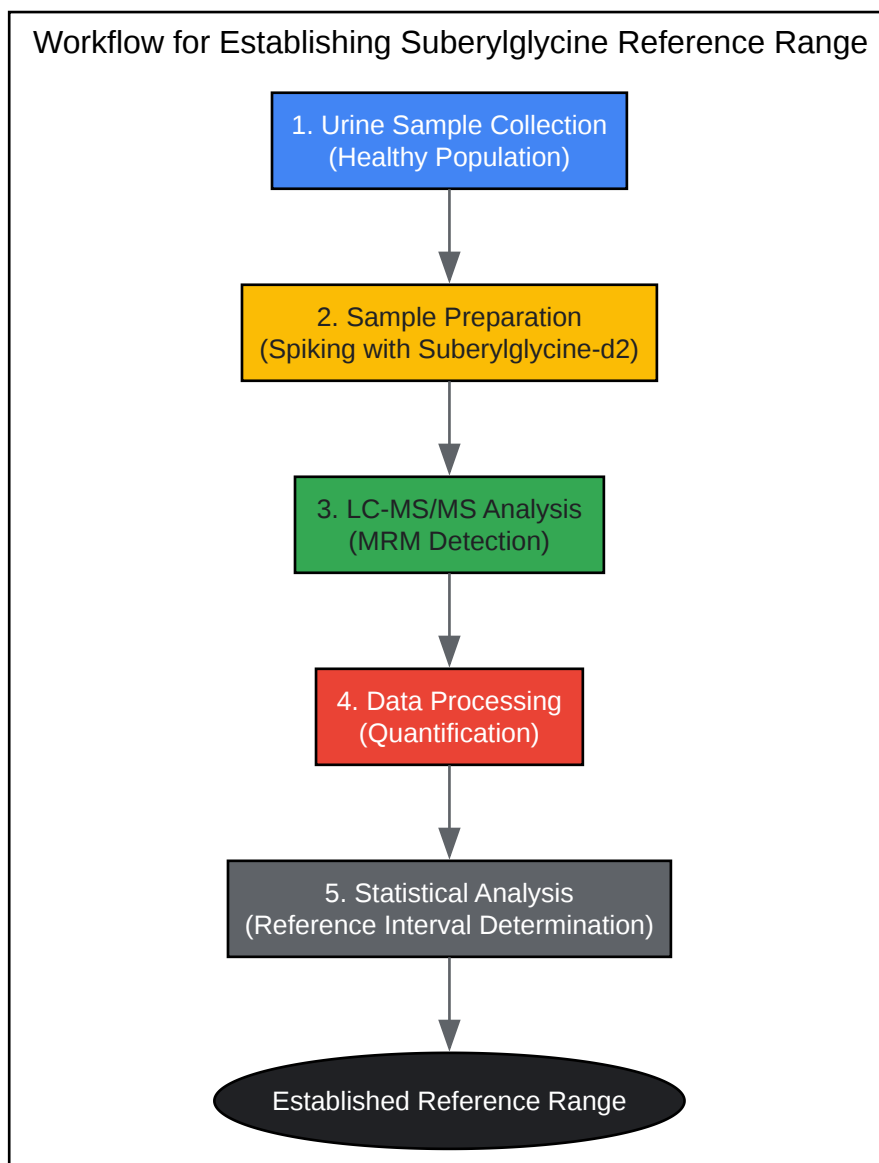 Workflow for Establishing Suberylglycine Reference Range
1. Urine Sample Collection
(Healthy Population)
2. Sample Preparation
(Spiking with Suberylglycine-d2)
3. LC-MS/MS Analysis
(MRM Detection)
4. Data Processing
(Quantification)
5. Statistical Analysis
(Reference Interval Determination)
Established Reference Range